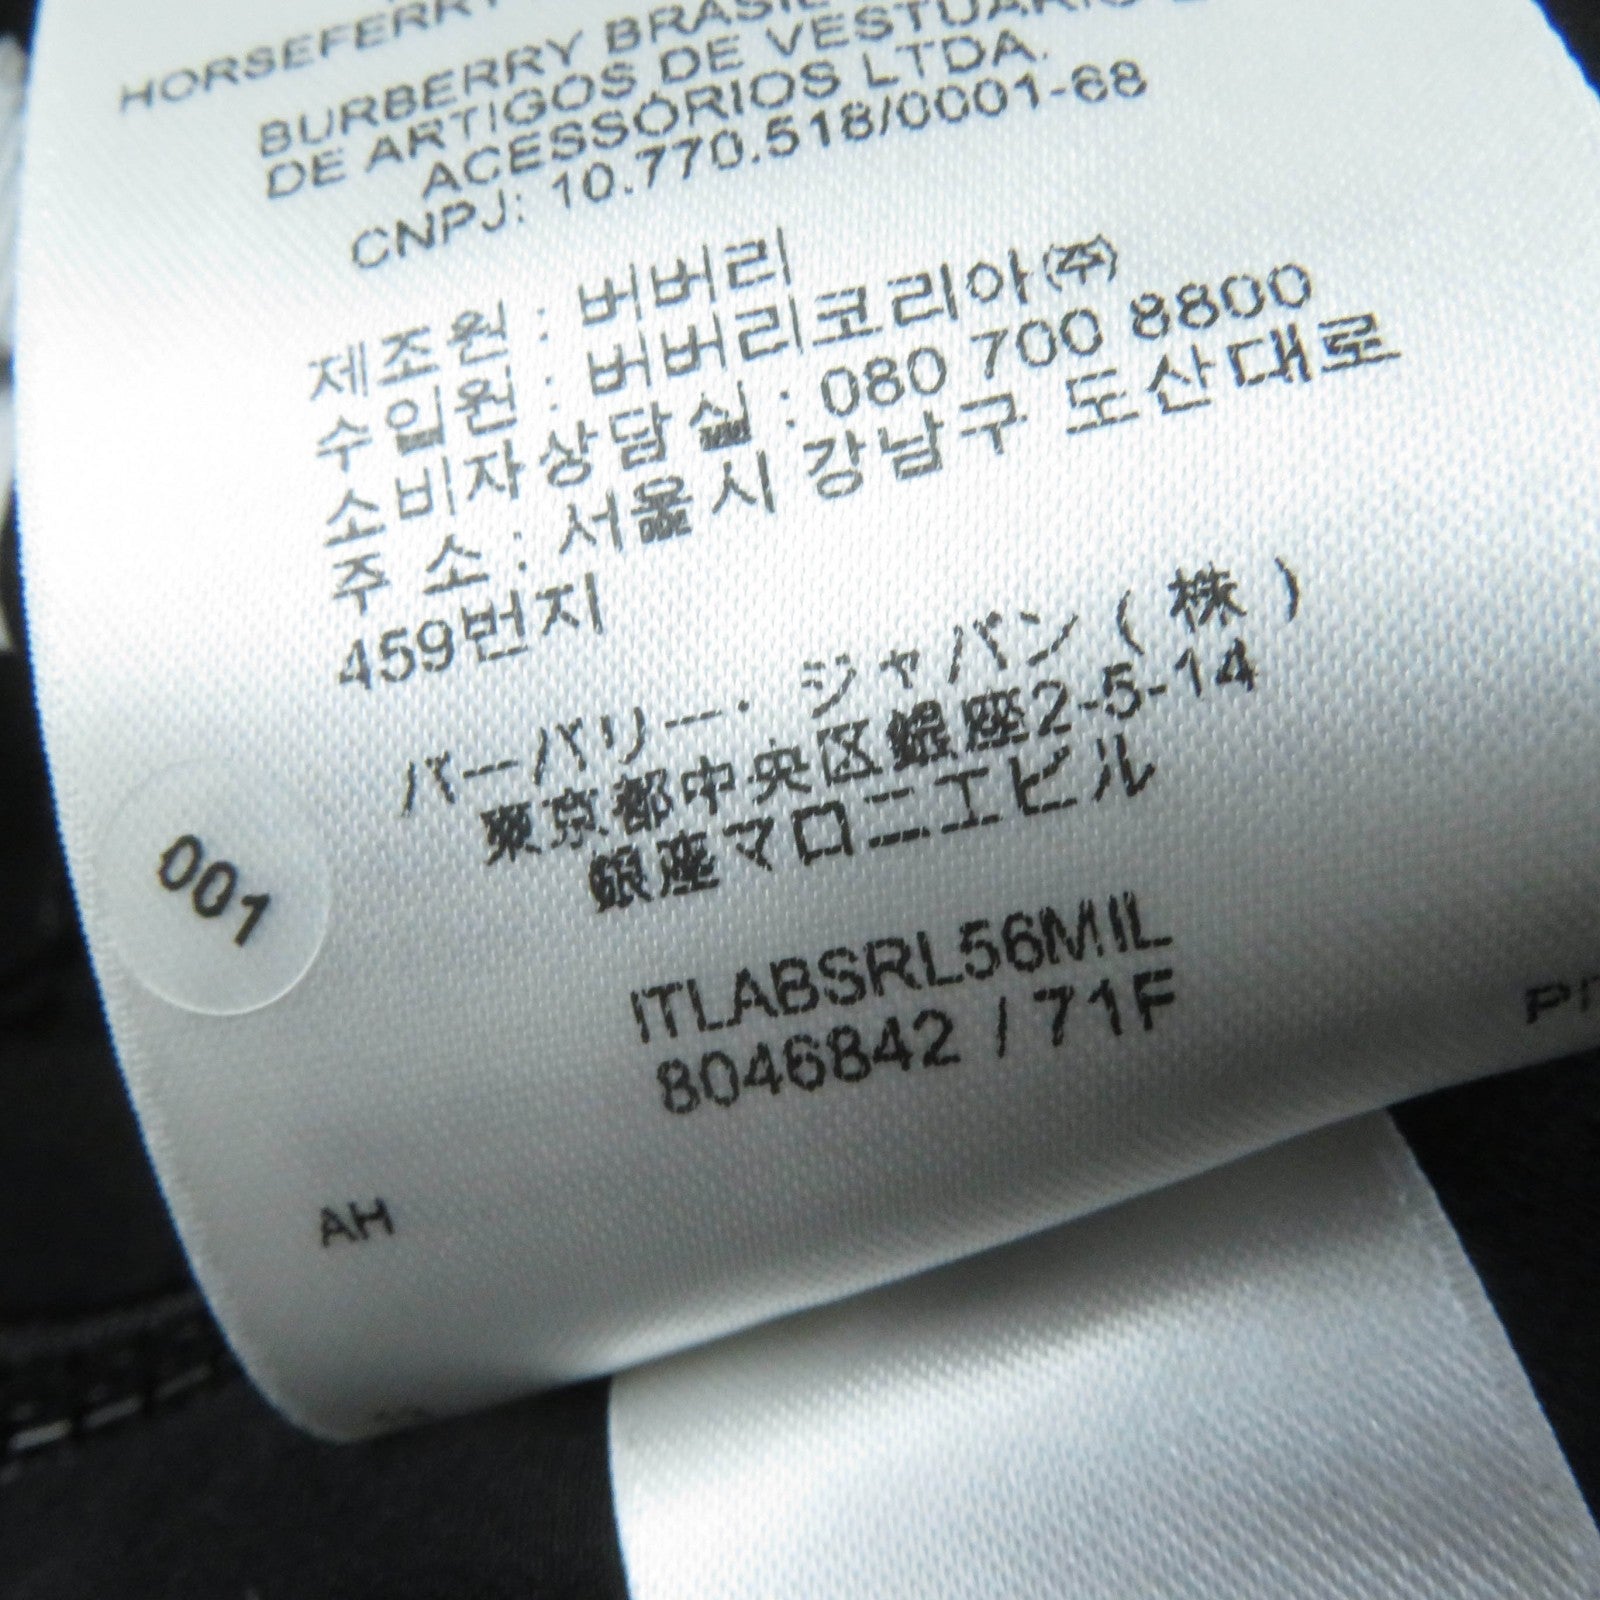 HORSEFERRY
BURBERRY BRASIL
DE ARTIGOS DE VESTUÁRIO E
ACESSÓRIOS LTDA.
CNPJ: 10.770.518/0001-68
제조원 : 버버리
수입원 : 버버리코리아(주)
소비자상담실 : 080 700 8800
주 소 : 서울시 강남구 도산대로
459번지
バーバリー・ジャパン(株)
東京都中央区銀座2-5-14
銀座マロニエビル
001
ITLABSRL56MIL
8046842 / 71F
AH